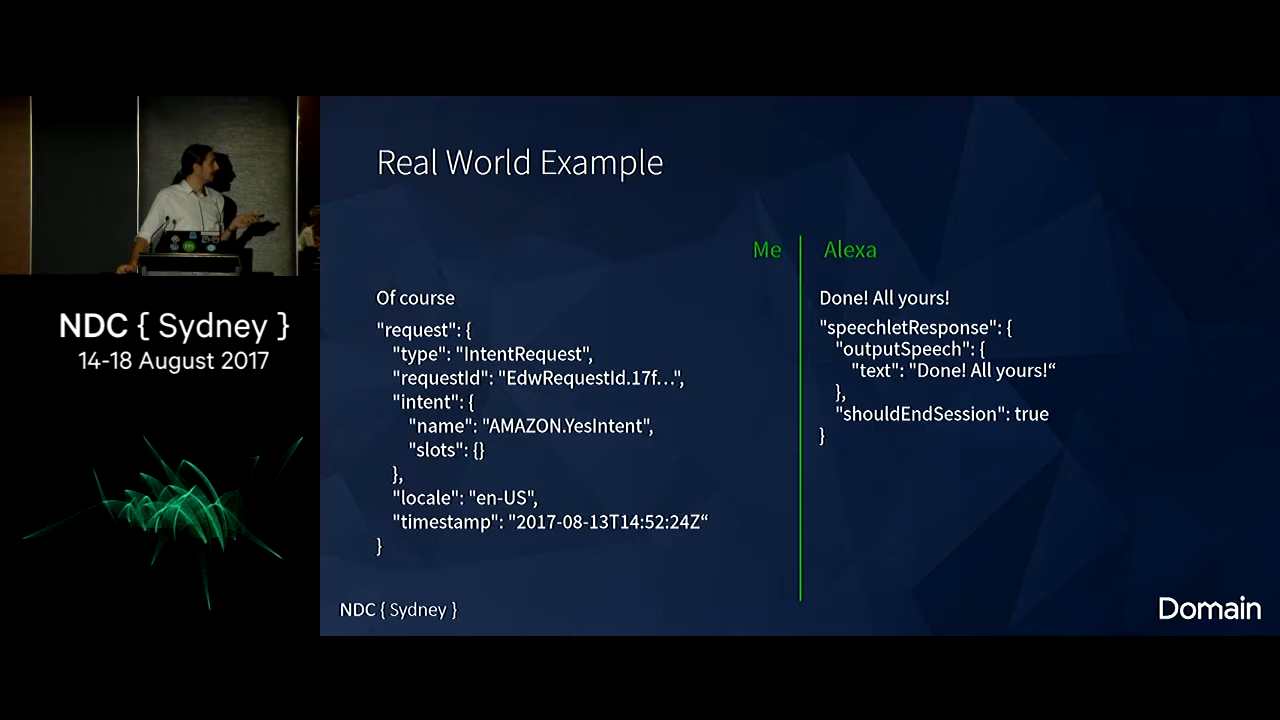 NDC { Sydney }
14-18 August 2017
Real World Example
Me
Alexa
Of course
"request": {
"type": "IntentRequest",
"requestId": "EdwRequestId.17f…",
"intent": {
"name": "AMAZON.YesIntent",
"slots": {}
},
"locale": "en-US",
"timestamp": "2017-08-13T14:52:24Z“
}
Done! All yours!
"speechletResponse": {
"outputSpeech": {
"text": "Done! All yours!“
},
"shouldEndSession": true
}
NDC { Sydney }
Domain